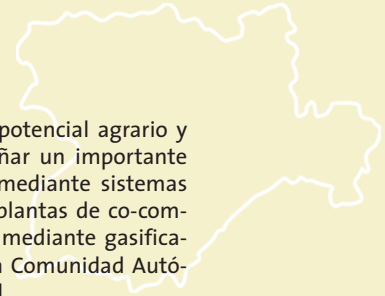 potencial agrario y
ñar un importante
mediante sistemas
plantas de co-com-
mediante gasifica-
Comunidad Autó-